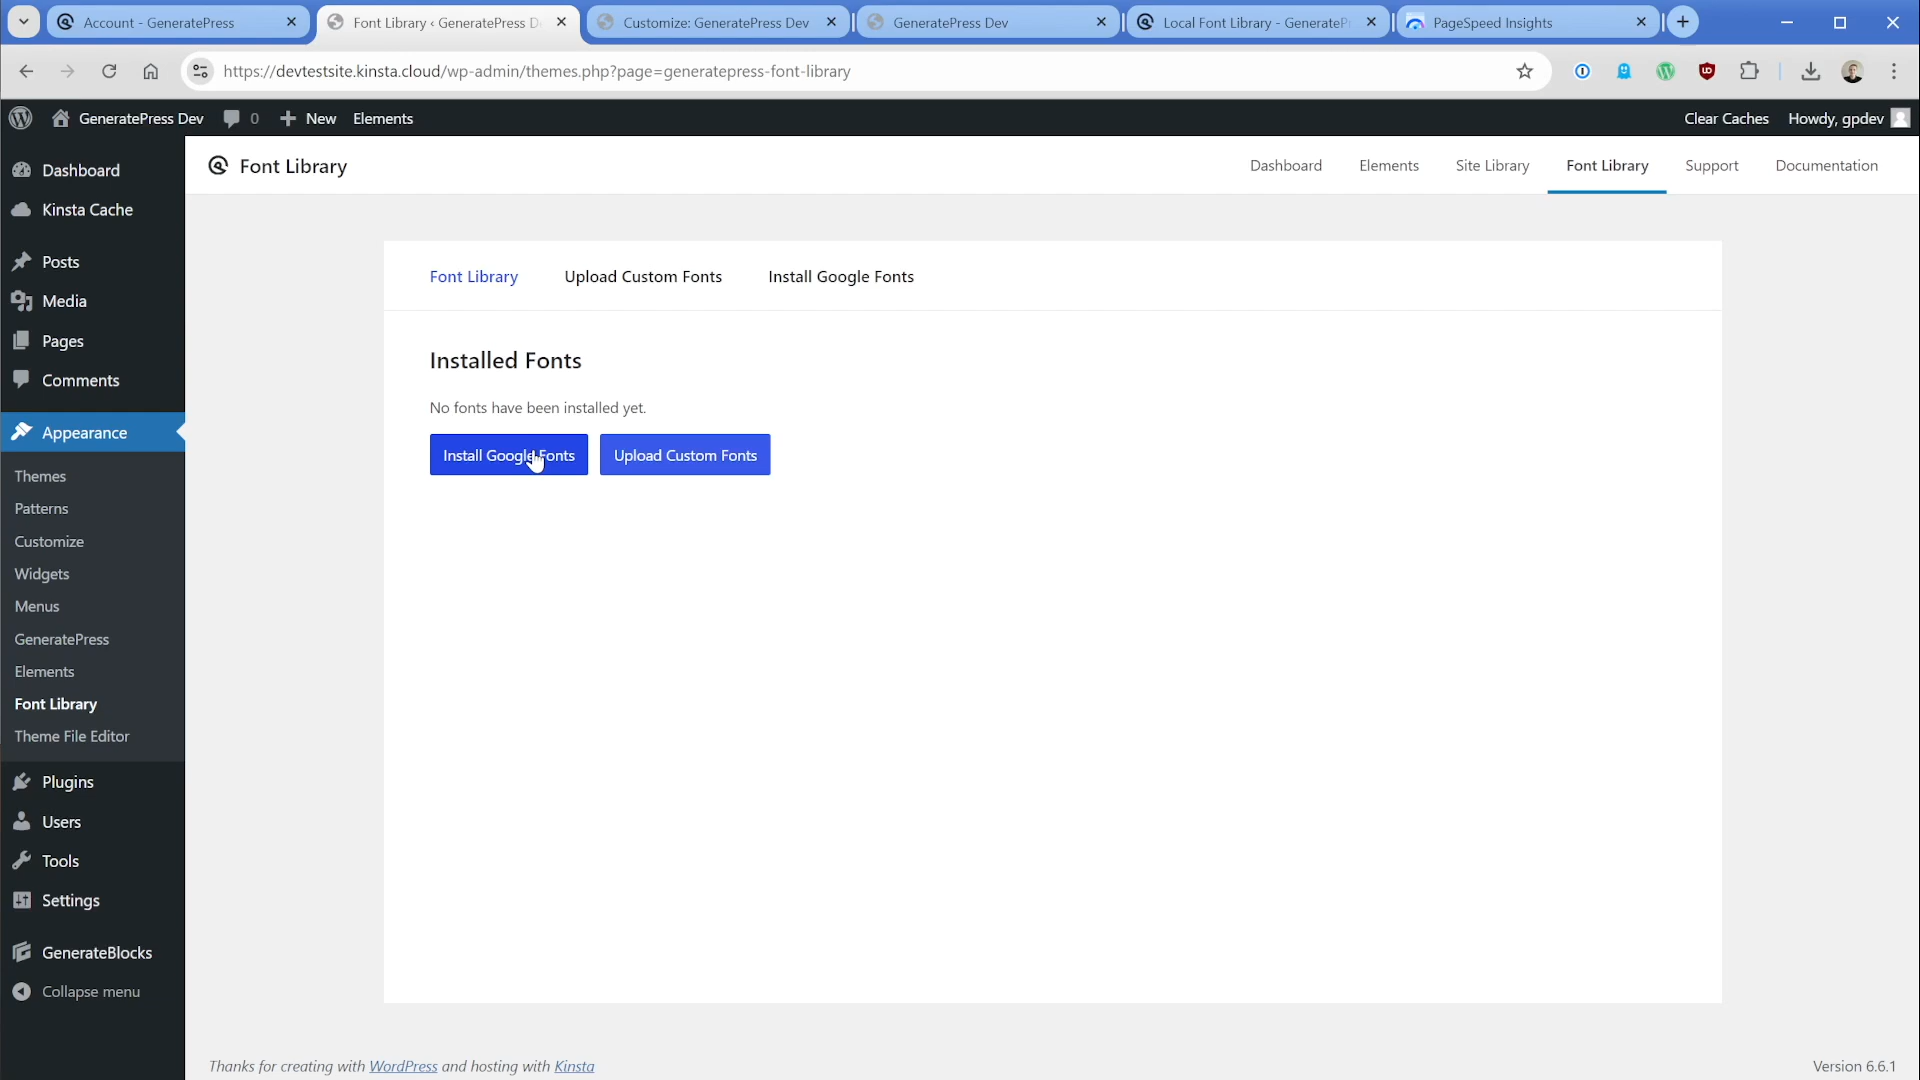 Account - GeneratePress
Font Library ‹ GeneratePress D
Customize: GeneratePress Dev
GeneratePress Dev
Local Font Library - GenerateP
PageSpeed Insights
https://devtestsite.kinsta.cloud/wp-admin/themes.php?page=generatepress-font-library
GeneratePress Dev
0
New
Elements
Clear Caches
Howdy, gpdev
Dashboard
Kinsta Cache
Posts
Media
Pages
Comments
Appearance
Themes
Patterns
Customize
Widgets
Menus
GeneratePress
Elements
Font Library
Theme File Editor
Plugins
Users
Tools
Settings
GenerateBlocks
Collapse menu
Font Library
Dashboard
Elements
Site Library
Font Library
Support
Documentation
Font Library
Upload Custom Fonts
Install Google Fonts
Installed Fonts
No fonts have been installed yet.
Install Google Fonts
Upload Custom Fonts
Thanks for creating with WordPress and hosting with Kinsta
Version 6.6.1